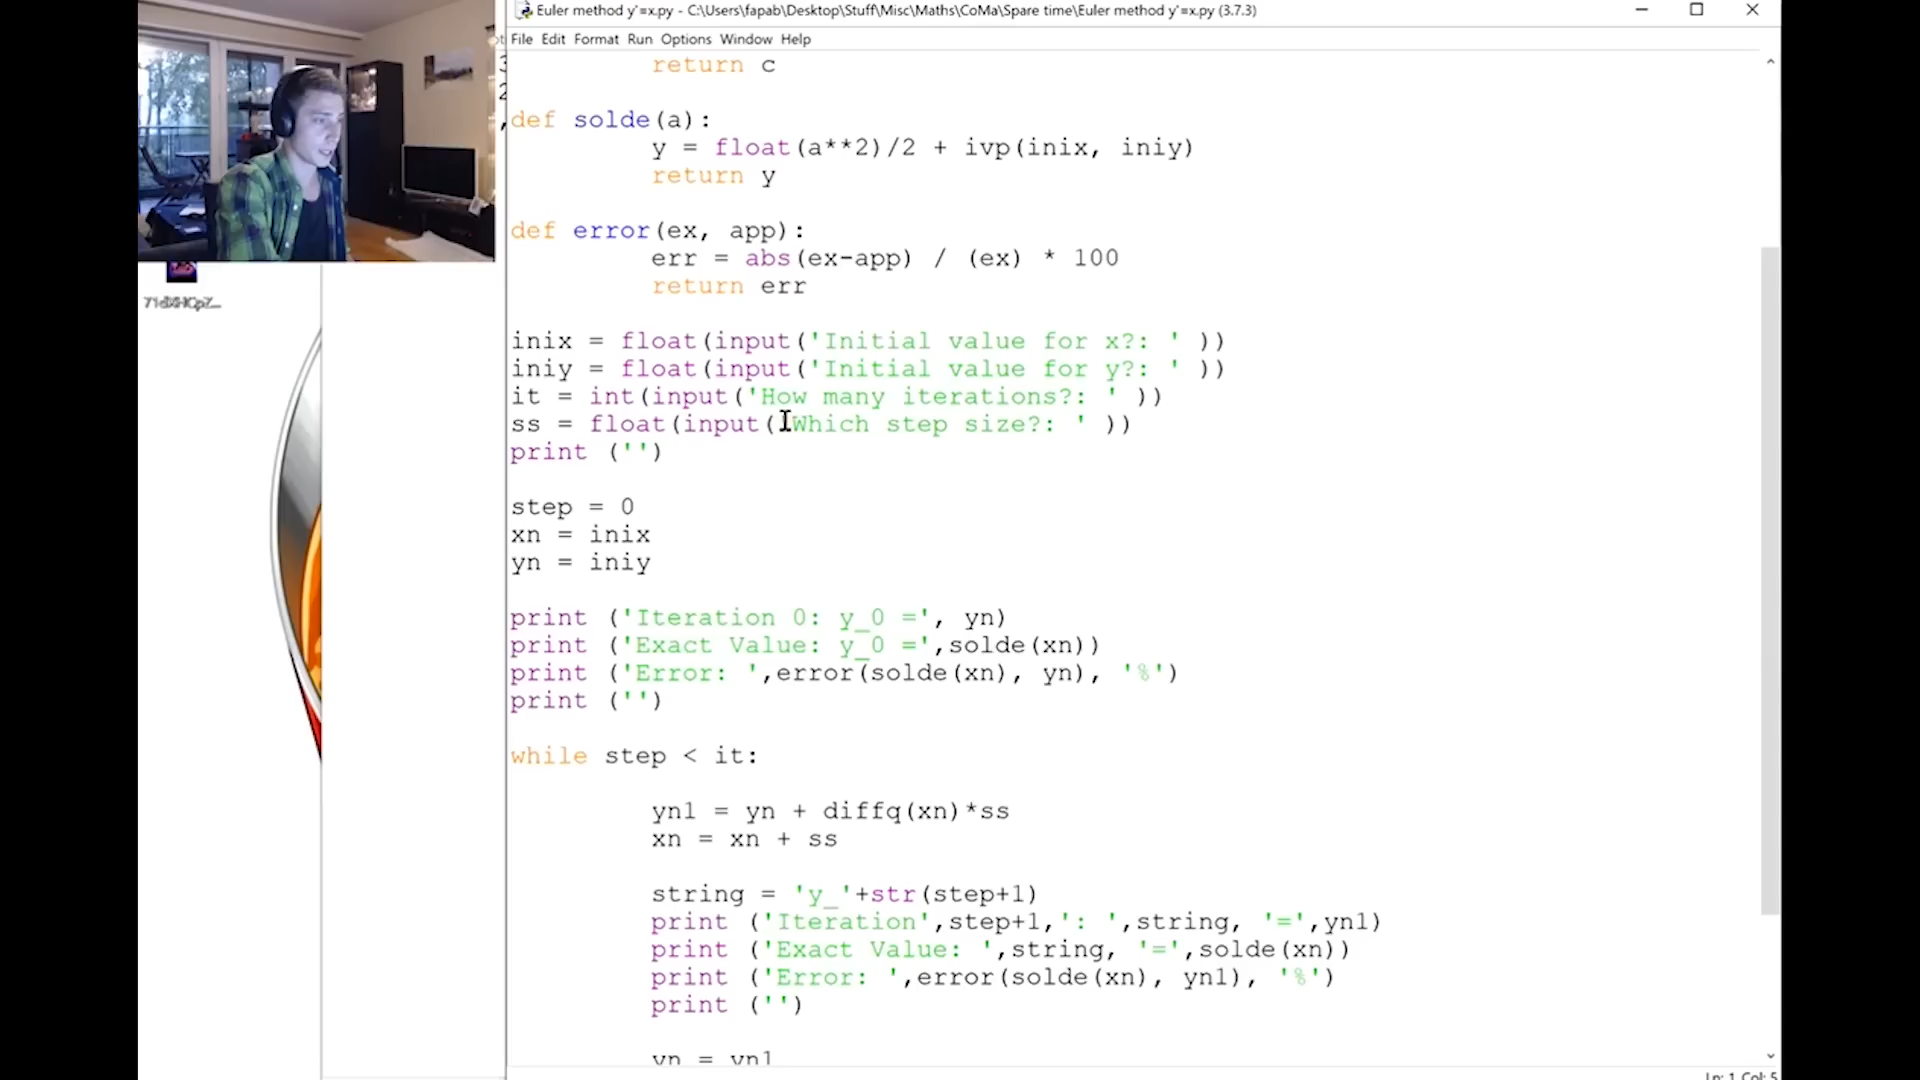 Euler method y'=x.py - C:\Users\fapab\Desktop\Stuff\Misc\Maths\CoMa\Spare time\Euler method y'=x.py (3.7.3)
File Edit Format Run Options Window Help
return c
def solde(a):
y = float(a**2)/2 + ivp(inix, iniy)
return y
def error(ex, app):
err = abs(ex-app) / (ex) * 100
return err
inix = float(input('Initial value for x?: ' ))
iniy = float(input('Initial value for y?: ' ))
it = int(input('How many iterations?: ' ))
ss = float(input('Which step size?: ' ))
print ('')
step = 0
xn = inix
yn = iniy
print ('Iteration 0: y_0 =', yn)
print ('Exact Value: y_0 =',solde(xn))
print ('Error: ',error(solde(xn), yn), '%')
print ('')
while step < it:
yn1 = yn + diffq(xn)*ss
xn = xn + ss
string = 'y_'+str(step+1)
print ('Iteration',step+1,': ',string, '=',yn1)
print ('Exact Value: ',string, '=',solde(xn))
print ('Error: ',error(solde(xn), yn1), '%')
print ('')
yn = yn1
Ln: 1 Col: 5